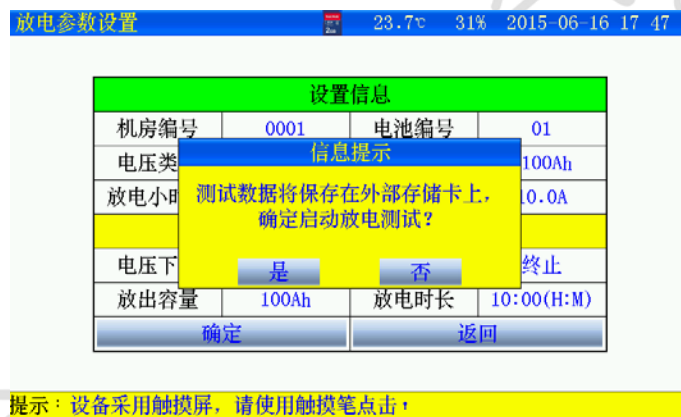 放电参数设置 23.7℃ 31% 2015-06-16 17 47
设置信息
机房编号 0001 电池编号 01
电压类 100Ah
放电小时 10.0A
信息提示
测试数据将保存在外部存储卡上，
确定启动放电测试？
是 否
电压下 终止
放出容量 100Ah 放电时长 10:00(H:M)
确定 返回
提示：设备采用触摸屏，请使用触摸笔点击！